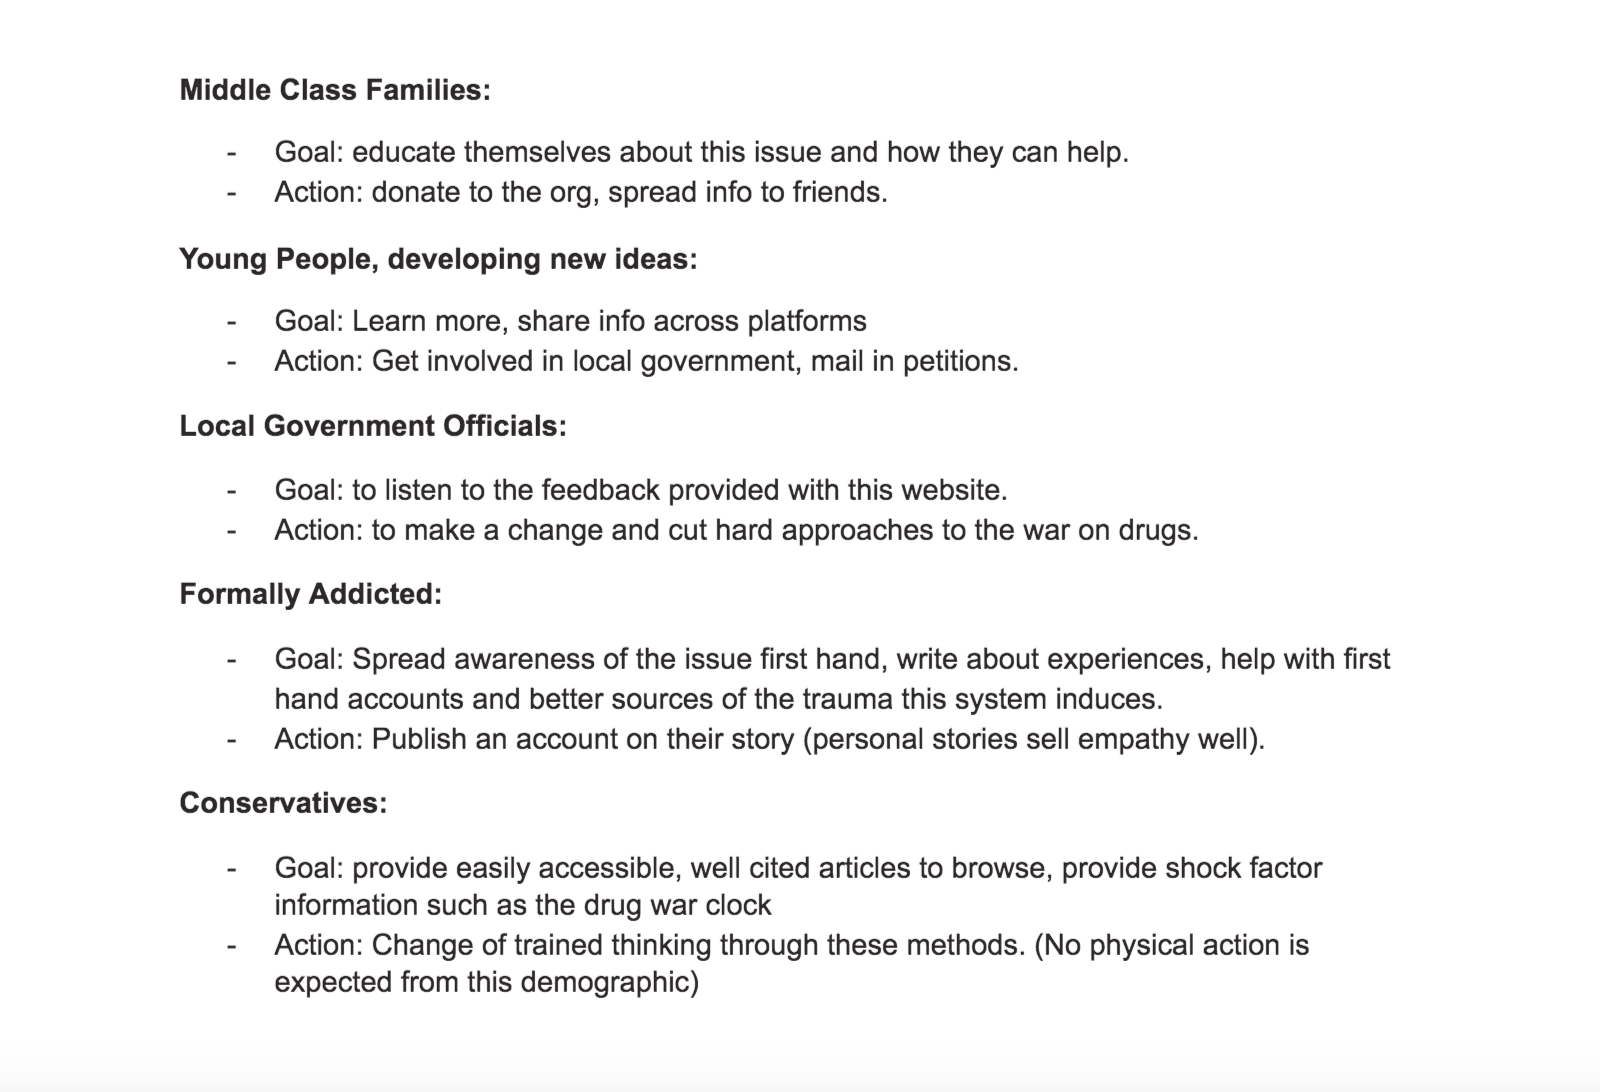 Middle Class Families:
- Goal: educate themselves about this issue and how they can help.
- Action: donate to the org, spread info to friends.
Young People, developing new ideas:
- Goal: Learn more, share info across platforms
- Action: Get involved in local government, mail in petitions.
Local Government Officials:
- Goal: to listen to the feedback provided with this website.
- Action: to make a change and cut hard approaches to the war on drugs.
Formally Addicted:
- Goal: Spread awareness of the issue first hand, write about experiences, help with first
hand accounts and better sources of the trauma this system induces.
- Action: Publish an account on their story (personal stories sell empathy well).
Conservatives:
- Goal: provide easily accessible, well cited articles to browse, provide shock factor
information such as the drug war clock
- Action: Change of trained thinking through these methods. (No physical action is
expected from this demographic)